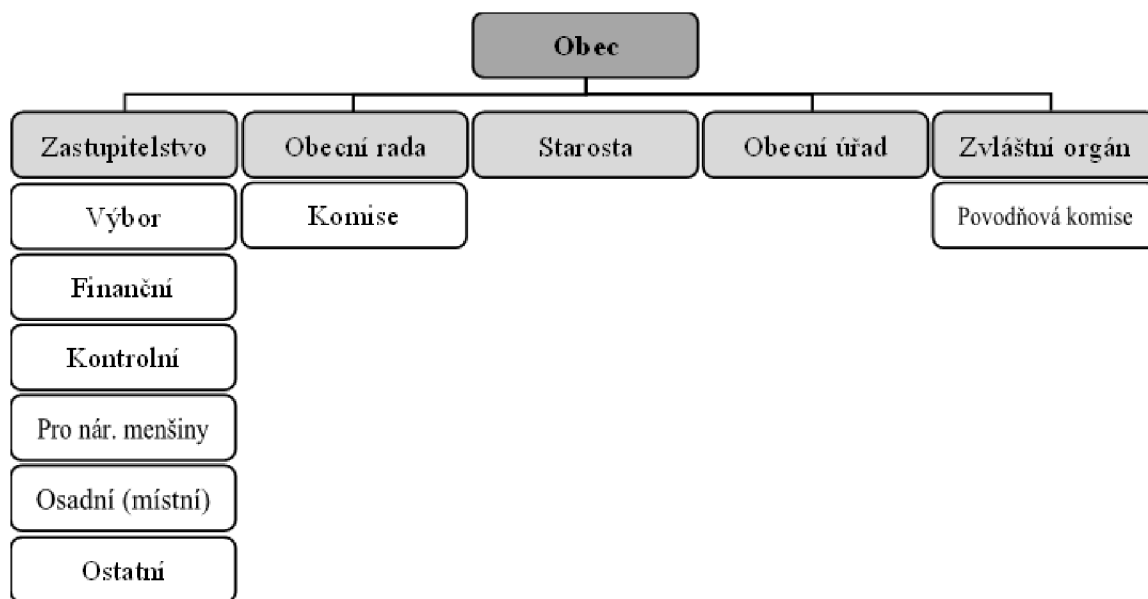 Obec
Zastupitelstvo
Obecní rada
Starosta
Obecní úřad
Zvláštní orgán
Výbor
Komise
Povodňová komise
Finanční
Kontrolní
Pro nár. menšiny
Osadní (místní)
Ostatní